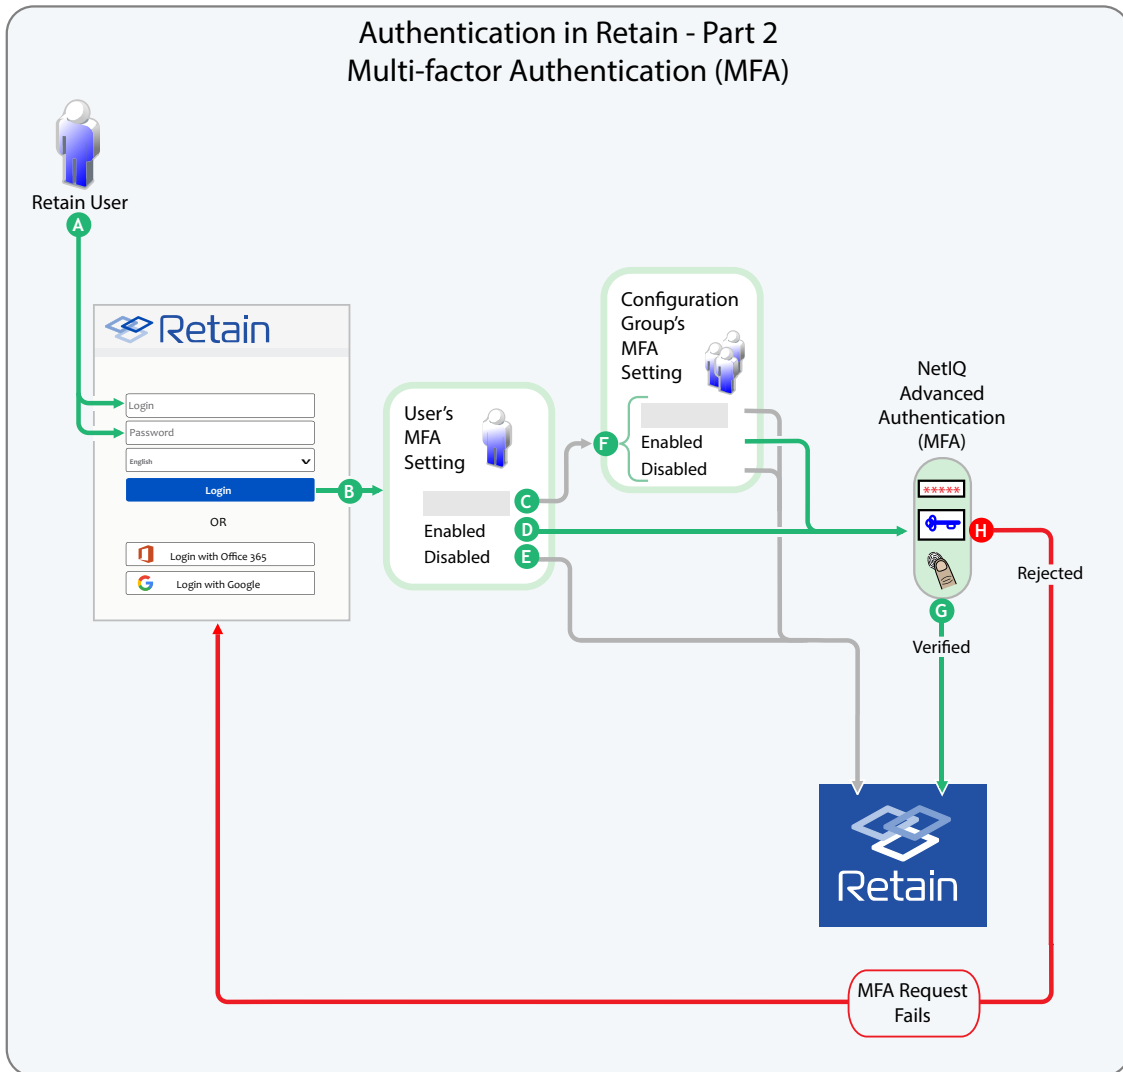 Authentication in Retain - Part 2
Multi-factor Authentication (MFA)
Retain User
A
Retain
Login
Password
English
Login
OR
Login with Office 365
Login with Google
B
User's
MFA
Setting
C
Enabled
D
Disabled
E
Configuration
Group's
MFA
Setting
F
Enabled
Disabled
NetIQ
Advanced
Authentication
(MFA)
*****
H
Rejected
G
Verified
Retain
MFA Request
Fails